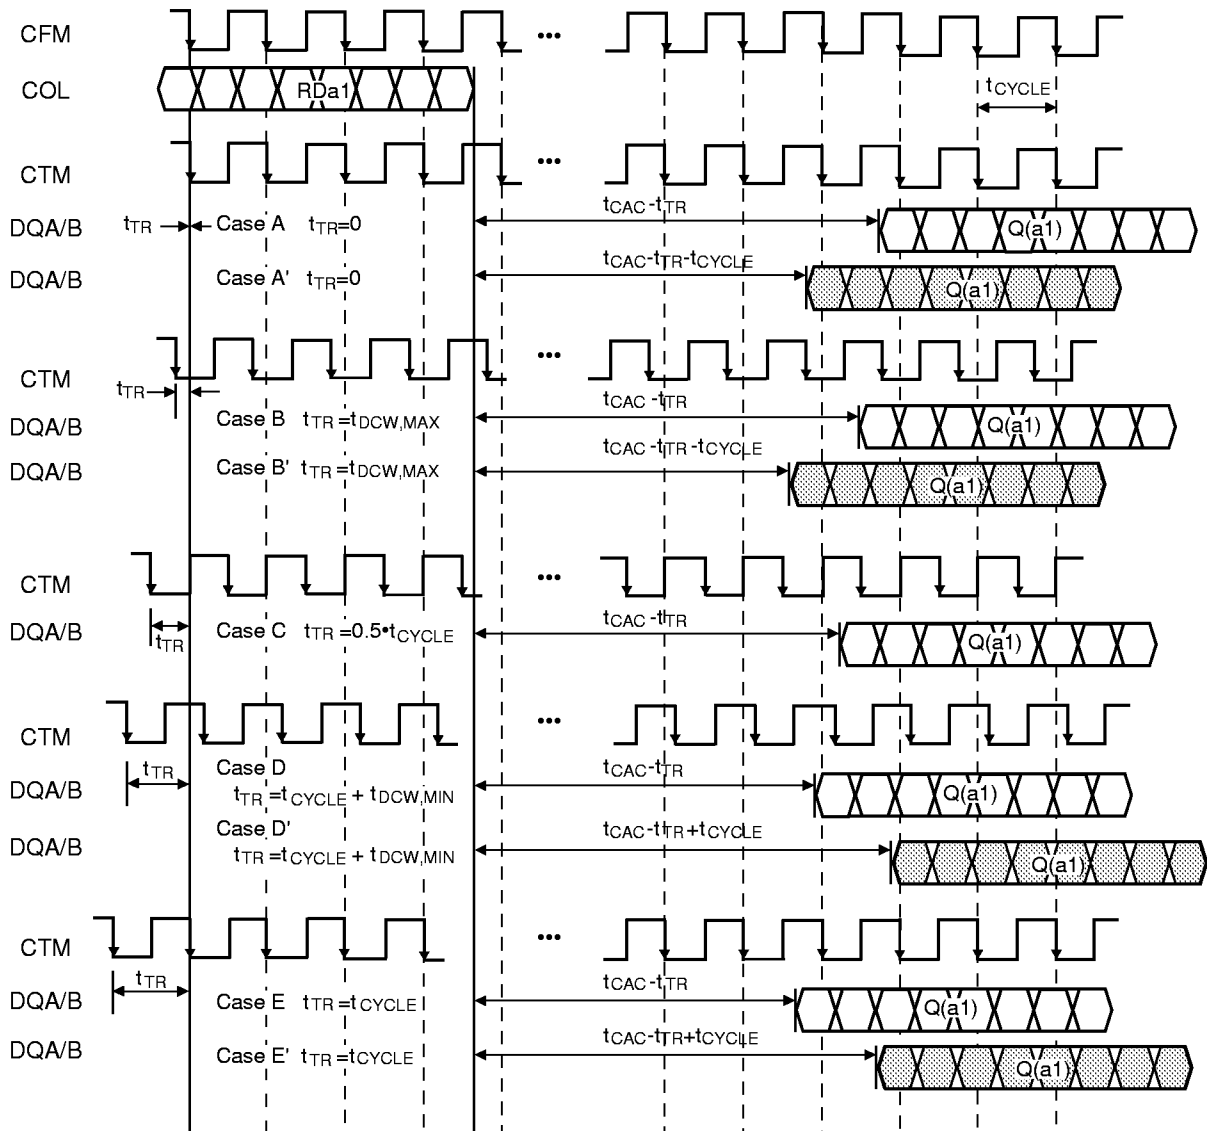 CFM
•••
COL
RDa1
tCYCLE
CTM
•••
tCAC-tTR
DQA/B
tTR
Case A tTR=0
Q(a1)
tCAC-tTR-tCYCLE
DQA/B
Case A' tTR=0
Q(a1)
CTM
•••
tTR
tCAC-tTR
DQA/B
Case B tTR=tDCW,MAX
Q(a1)
tCAC-tTR-tCYCLE
DQA/B
Case B' tTR=tDCW,MAX
Q(a1)
CTM
•••
tCAC-tTR
DQA/B
tTR
Case C tTR=0.5•tCYCLE
Q(a1)
CTM
•••
tTR
Case D
tCAC-tTR
DQA/B
tTR=tCYCLE + tDCW,MIN
Q(a1)
Case D'
tCAC-tTR+tCYCLE
DQA/B
tTR=tCYCLE + tDCW,MIN
Q(a1)
CTM
•••
tTR
tCAC-tTR
DQA/B
Case E tTR=tCYCLE
Q(a1)
tCAC-tTR+tCYCLE
DQA/B
Case E' tTR=tCYCLE
Q(a1)